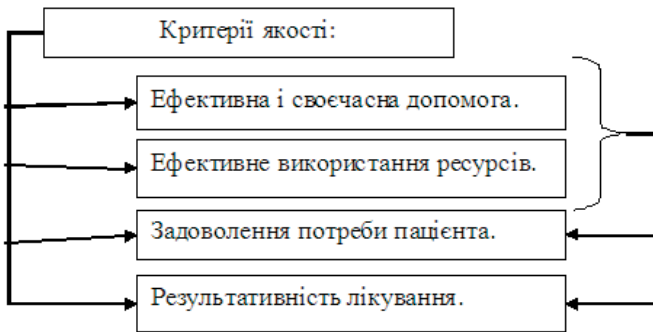 Критерії якості:
Ефективна і своєчасна допомога.
Ефективне використання ресурсів.
Задоволення потреби пацієнта.
Результативність лікування.